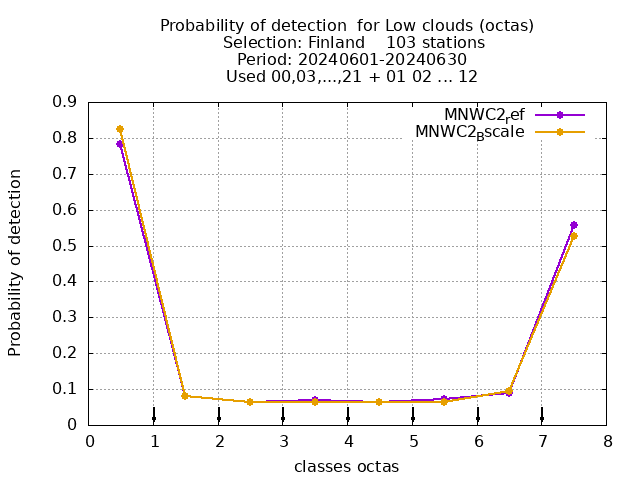 Probability of detection  for Low clouds (octas)
Selection: Finland    103 stations
Period: 20240601-20240630
Used 00,03,...,21 + 01 02 ... 12
MNWC2ref
MNWC2Bscale
Probability of detection
0.9
0.8
0.7
0.6
0.5
0.4
0.3
0.2
0.1
0
0 1 2 3 4 5 6 7 8
classes octas